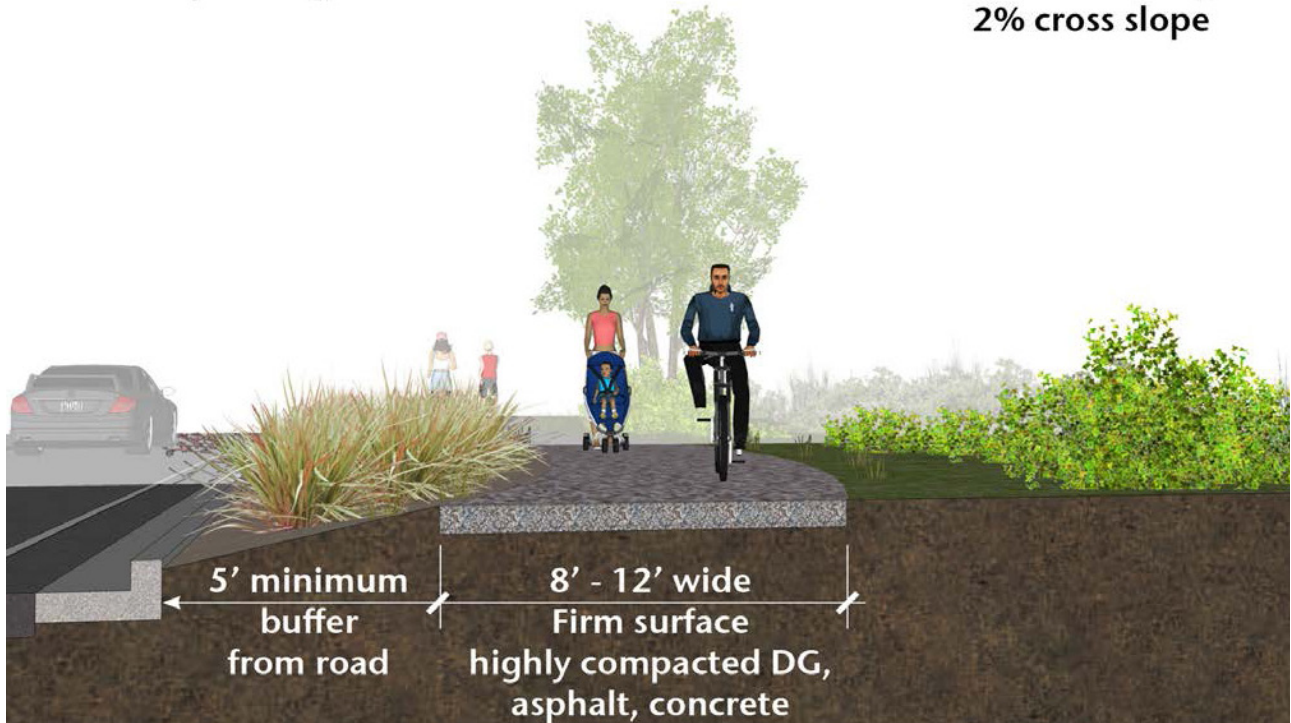 2% cross slope
5’ minimum
buffer
from road
8’ - 12’ wide
Firm surface
highly compacted DG,
asphalt, concrete